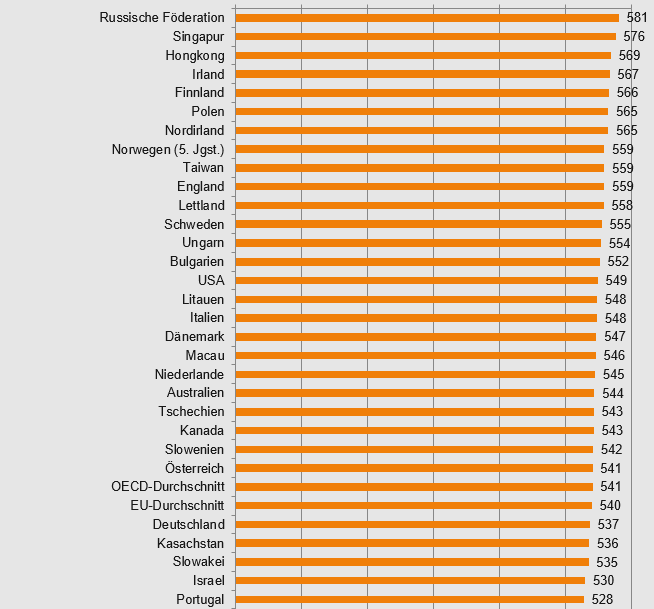 Russische Föderation 581
Singapur 576
Hongkong 569
Irland 567
Finnland 566
Polen 565
Nordirland 565
Norwegen (5. Jgst.) 559
Taiwan 559
England 559
Lettland 558
Schweden 555
Ungarn 554
Bulgarien 552
USA 549
Litauen 548
Italien 548
Dänemark 547
Macau 546
Niederlande 545
Australien 544
Tschechien 543
Kanada 543
Slowenien 542
Österreich 541
OECD-Durchschnitt 541
EU-Durchschnitt 540
Deutschland 537
Kasachstan 536
Slowakei 535
Israel 530
Portugal 528